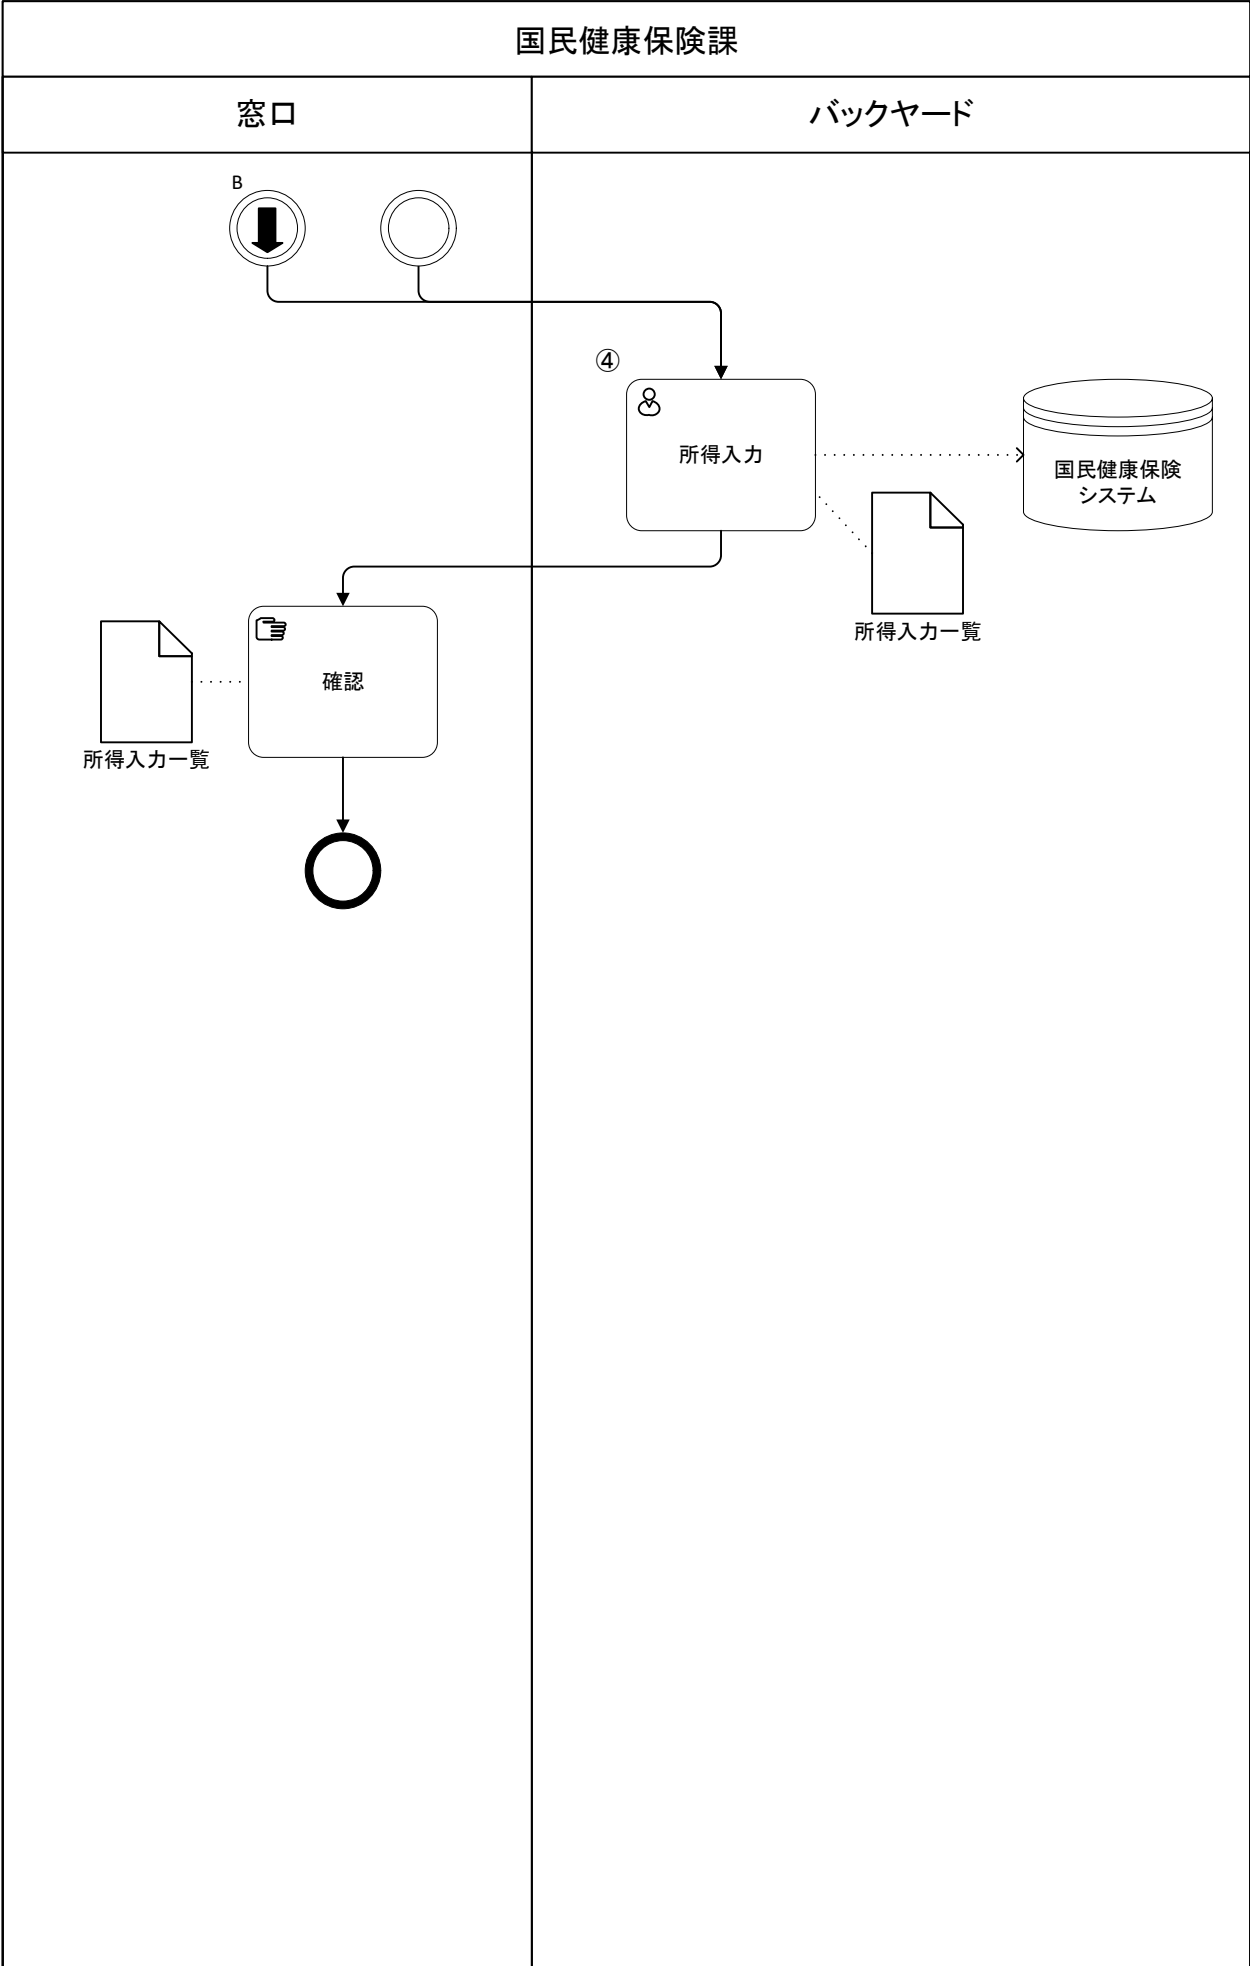 国民健康保険課
窓口
バックヤード
B
④
所得入力
国民健康保険
システム
所得入力一覧
確認
所得入力一覧